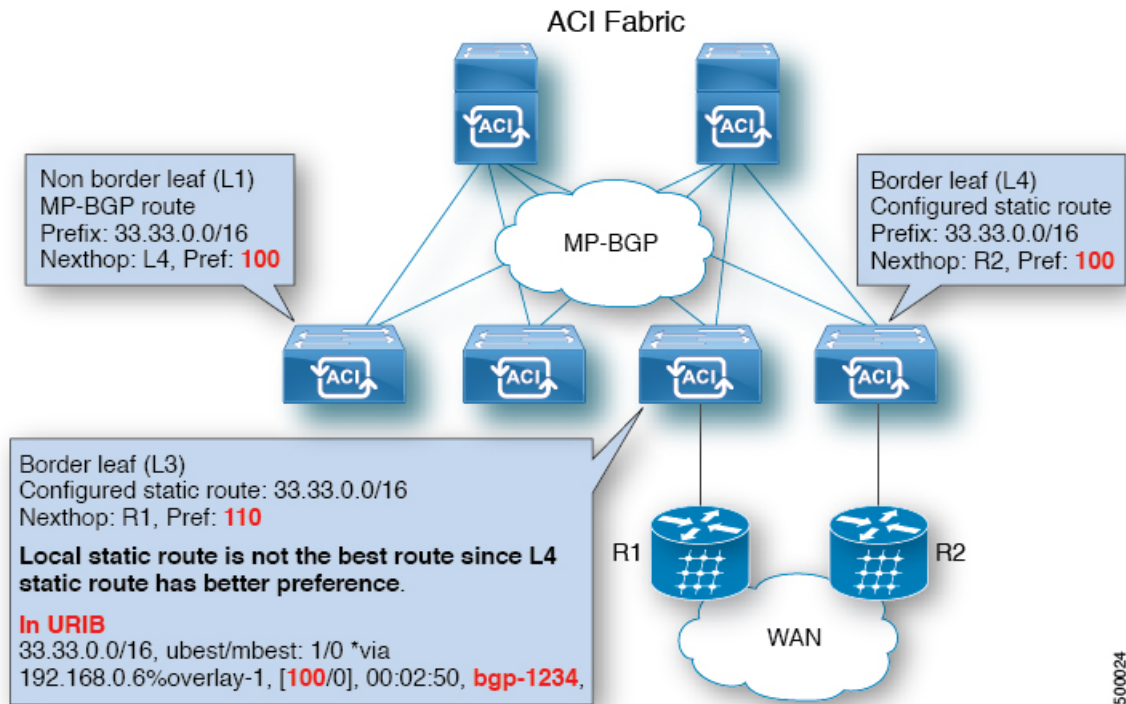 ACI Fabric
ACI
ACI
Non border leaf (L1)
MP-BGP route
Prefix: 33.33.0.0/16
Nexthop: L4, Pref: 100
MP-BGP
Border leaf (L4)
Configured static route
Prefix: 33.33.0.0/16
Nexthop: R2, Pref: 100
ACI
ACI
ACI
ACI
Border leaf (L3)
Configured static route: 33.33.0.0/16
Nexthop: R1, Pref: 110
Local static route is not the best route since L4
static route has better preference.
In URIB
33.33.0.0/16, ubest/mbest: 1/0 *via
192.168.0.6%overlay-1, [100/0], 00:02:50, bgp-1234,
R1
R2
WAN
500024